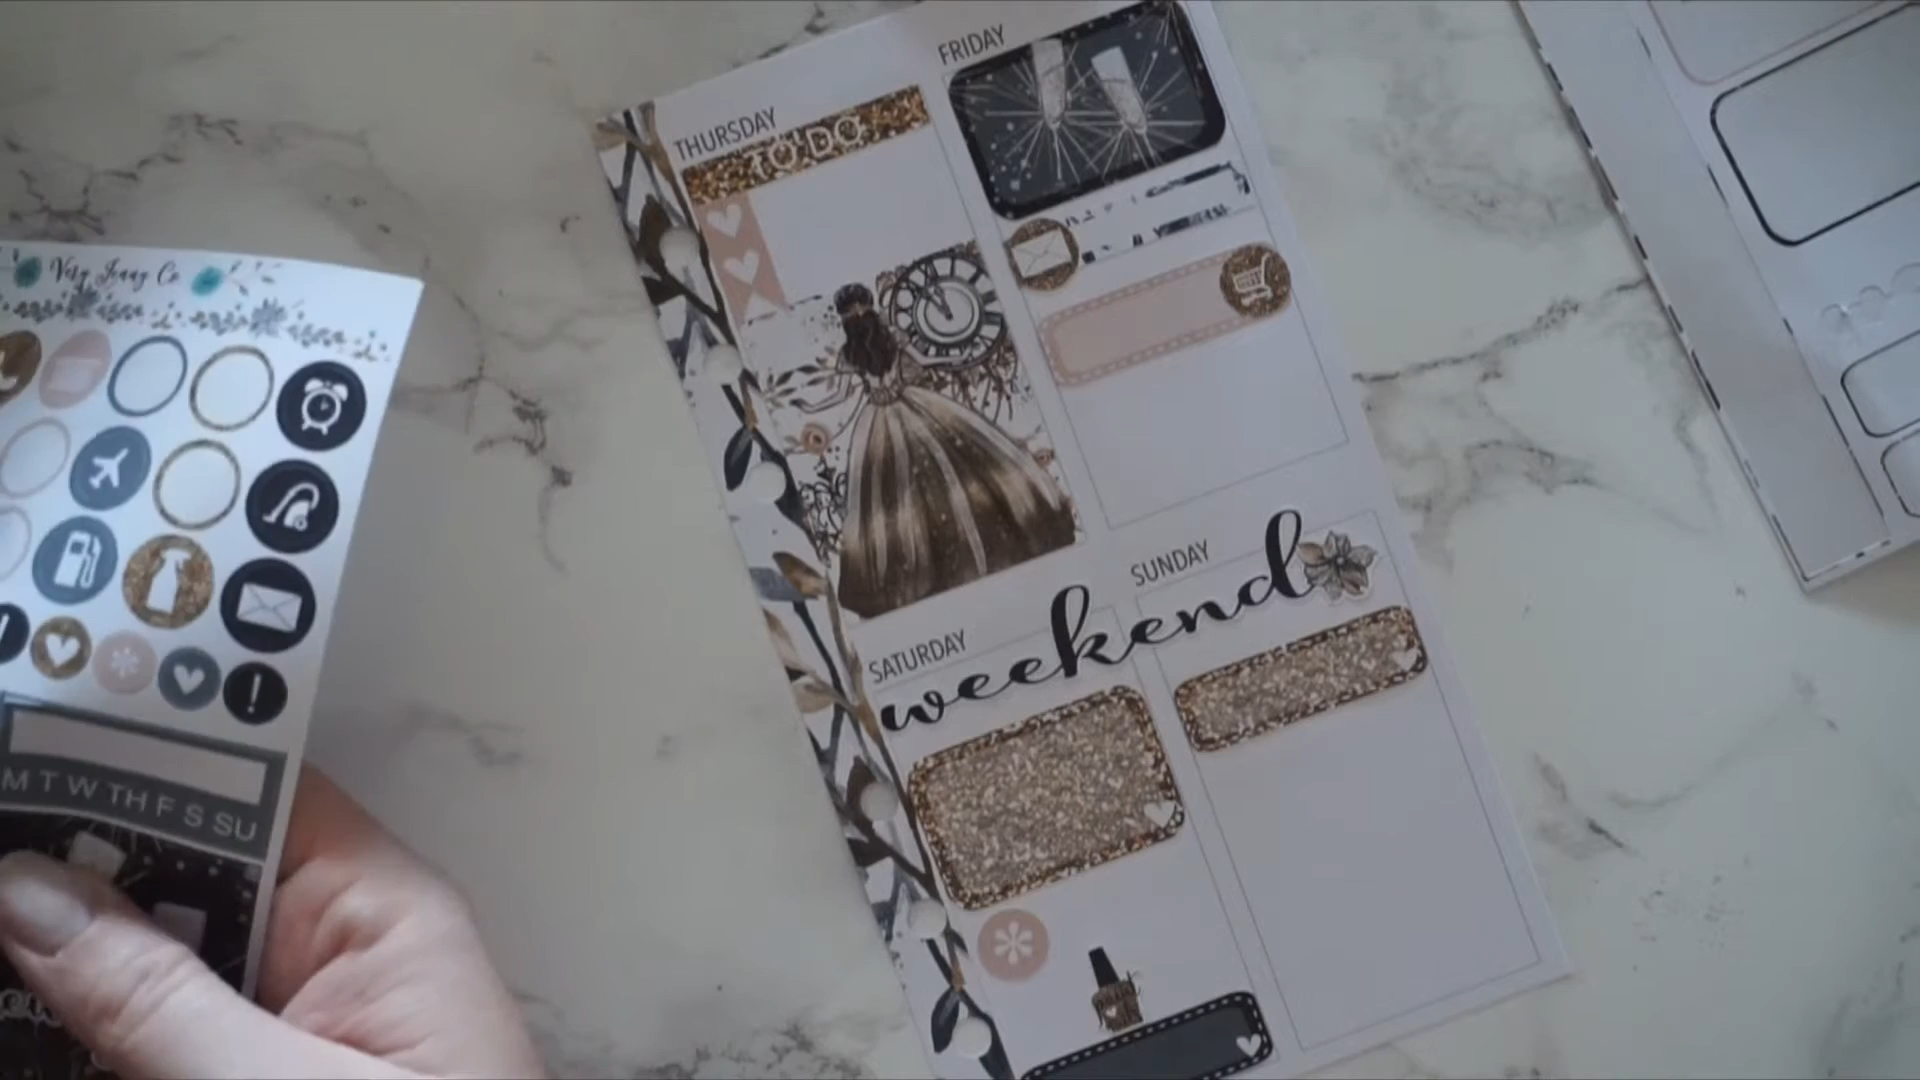 FRIDAY
THURSDAY
TO DO
Very Jenny Co
SUNDAY
SATURDAY
weekend
M T W TH F S SU